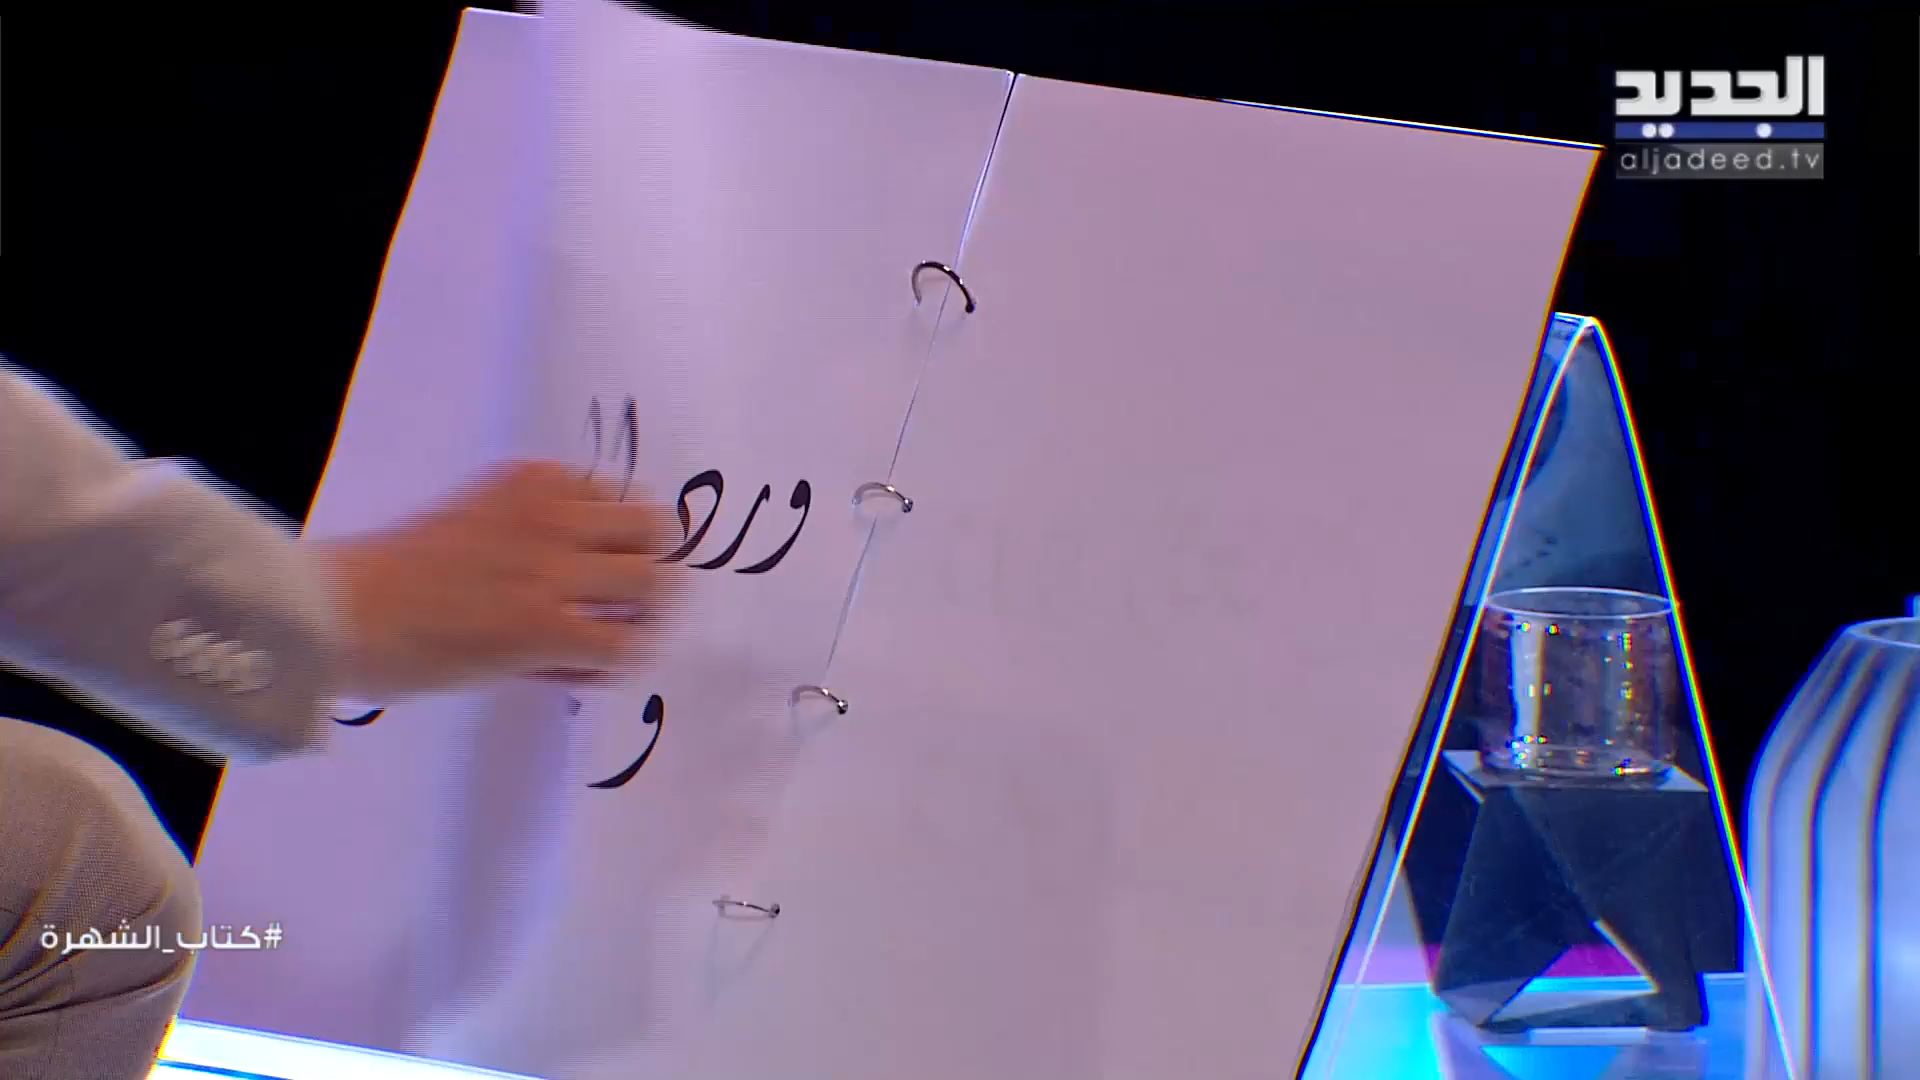 الجديد
aljadeed.tv
ورد
و
#كتاب_الشهرة